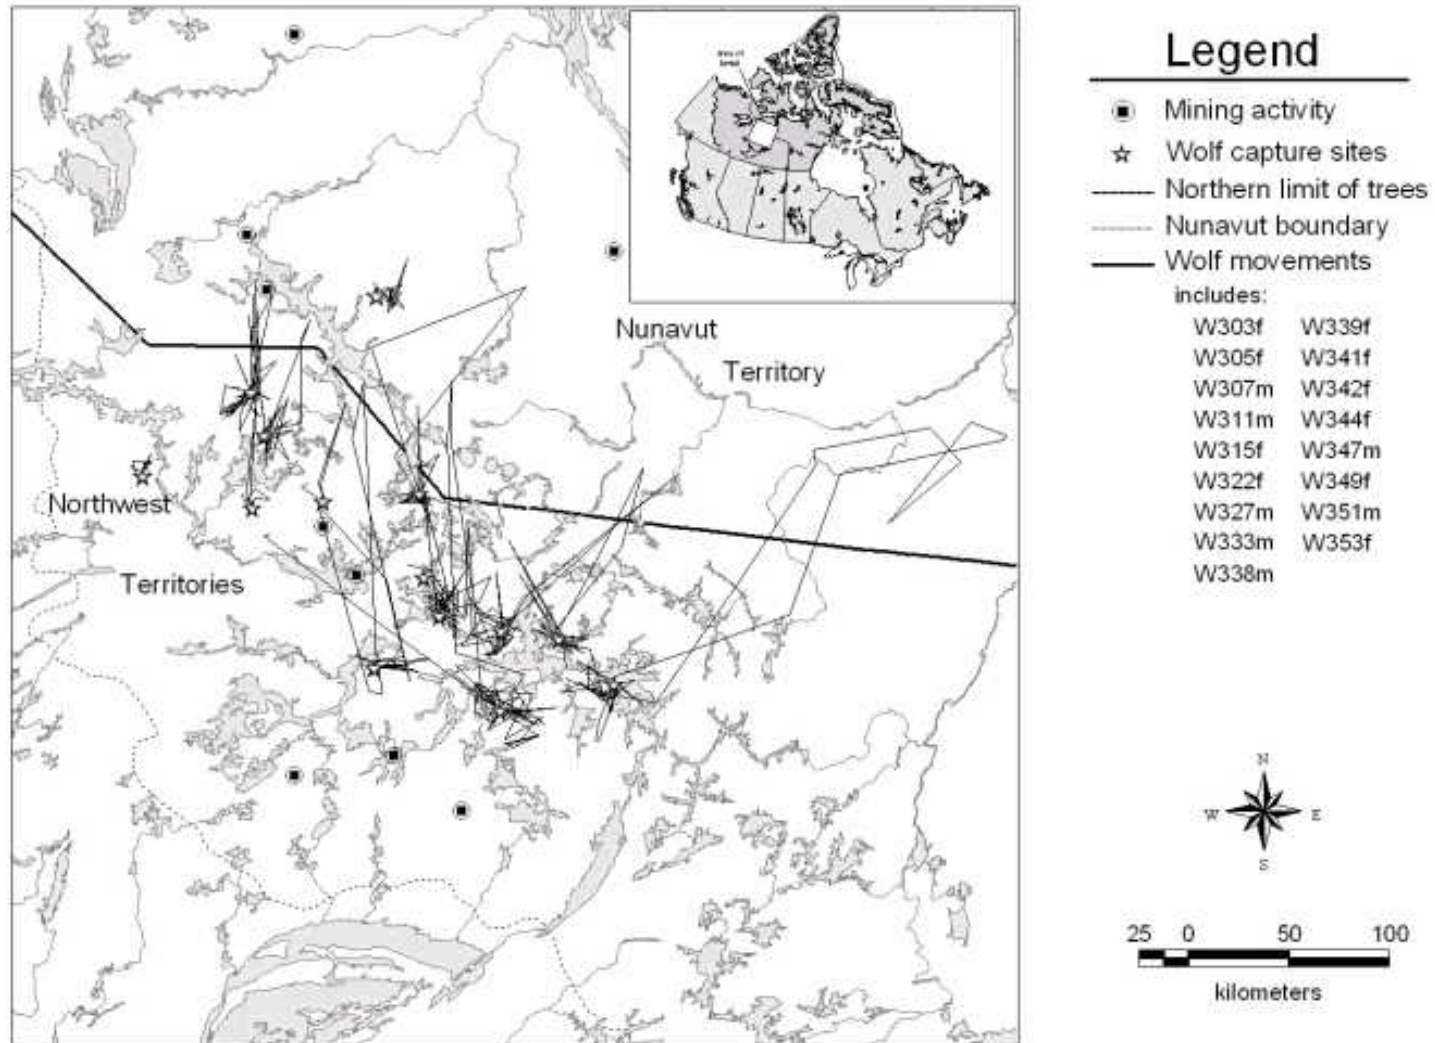 Nunavut
Territory
Northwest
Territories
Legend
Mining activity
Wolf capture sites
Northern limit of trees
Nunavut boundary
Wolf movements
includes:
W303f W339f
W305f W341f
W307m W342f
W311m W344f
W315f W347m
W322f W349f
W327m W351m
W333m W353f
W338m
N
W E
S
25 0 50 100
kilometers